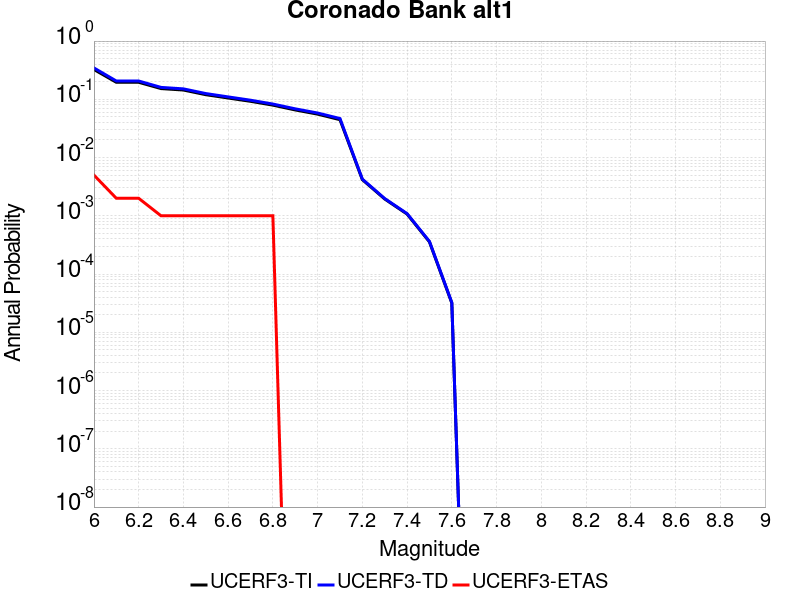 Coronado Bank alt1
10^0
10^-1
10^-2
10^-3
10^-4
10^-5
10^-6
10^-7
10^-8
Annual Probability
6 6.2 6.4 6.6 6.8 7 7.2 7.4 7.6 7.8 8 8.2 8.4 8.6 8.8 9
Magnitude
UCERF3-TI UCERF3-TD UCERF3-ETAS